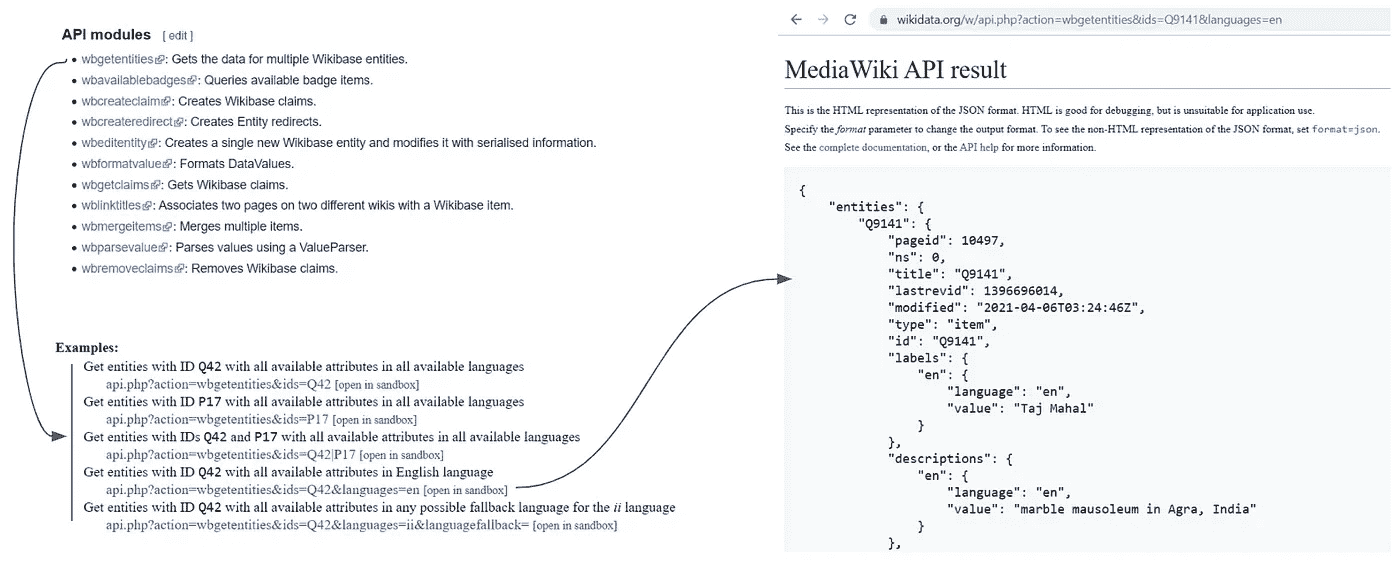 API modules [ edit ]
• wbgetentities: Gets the data for multiple Wikibase entities.
• wbavailablebadges: Queries available badge items.
• wbcreateclaim: Creates Wikibase claims.
• wbcreateredirect: Creates Entity redirects.
• wbeditentity: Creates a single new Wikibase entity and modifies it with serialised information.
• wbformatvalue: Formats DataValues.
• wbgetclaims: Gets Wikibase claims.
• wblinktitles: Associates two pages on two different wikis with a Wikibase item.
• wbmergeitems: Merges multiple items.
• wbparsevalue: Parses values using a ValueParser.
• wbremoveclaims: Removes Wikibase claims.
Examples:
Get entities with ID Q42 with all available attributes in all available languages
api.php?action=wbgetentities&ids=Q42 [open in sandbox]
Get entities with ID P17 with all available attributes in all available languages
api.php?action=wbgetentities&ids=P17 [open in sandbox]
Get entities with IDs Q42 and P17 with all available attributes in all available languages
api.php?action=wbgetentities&ids=Q42|P17 [open in sandbox]
Get entities with ID Q42 with all available attributes in English language
api.php?action=wbgetentities&ids=Q42&languages=en [open in sandbox]
Get entities with ID Q42 with all available attributes in any possible fallback language for the ii language
api.php?action=wbgetentities&ids=Q42&languages=ii&languagefallback= [open in sandbox]
wikidata.org/w/api.php?action=wbgetentities&ids=Q9141&languages=en
MediaWiki API result
This is the HTML representation of the JSON format. HTML is good for debugging, but is unsuitable for application use.
Specify the format parameter to change the output format. To see the non-HTML representation of the JSON format, set format=json.
See the complete documentation, or the API help for more information.
{
    "entities": {
        "Q9141": {
            "pageid": 10497,
            "ns": 0,
            "title": "Q9141",
            "lastrevid": 1396696014,
            "modified": "2021-04-06T03:24:46Z",
            "type": "item",
            "id": "Q9141",
            "labels": {
                "en": {
                    "language": "en",
                    "value": "Taj Mahal"
                }
            },
            "descriptions": {
                "en": {
                    "language": "en",
                    "value": "marble mausoleum in Agra, India"
                }
            },